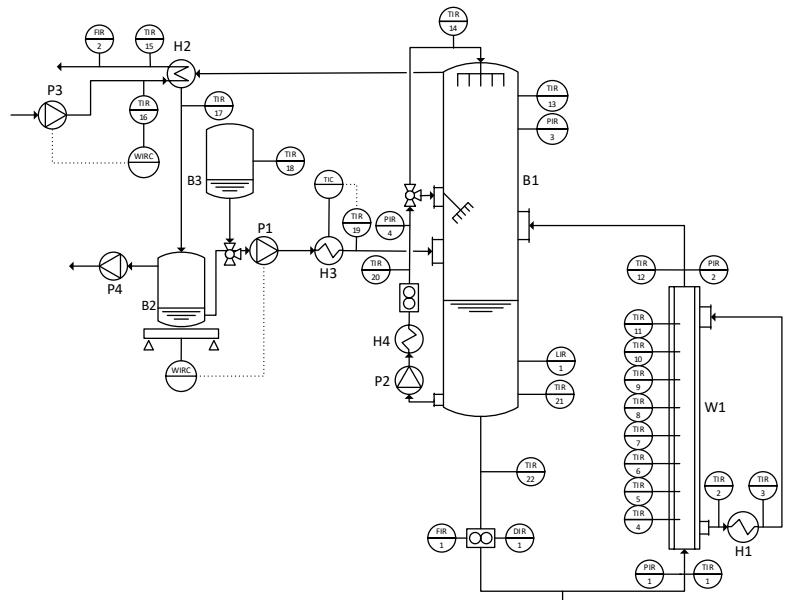 TIR
14
FIR
2
TIR
15
H2
P3
TIR
16
TIR
17
WIRC
B3
TIR
18
TIR
13
PIR
3
B1
TIC
TIR
19
PIR
4
P1
H3
TIR
20
P4
B2
WIRC
H4
P2
LIR
1
TIR
21
TIR
22
FIR
1
DIR
1
TIR
12
PIR
2
TIR
11
TIR
10
TIR
9
TIR
8
TIR
7
TIR
6
TIR
5
TIR
4
W1
TIR
2
TIR
3
H1
PIR
1
TIR
1